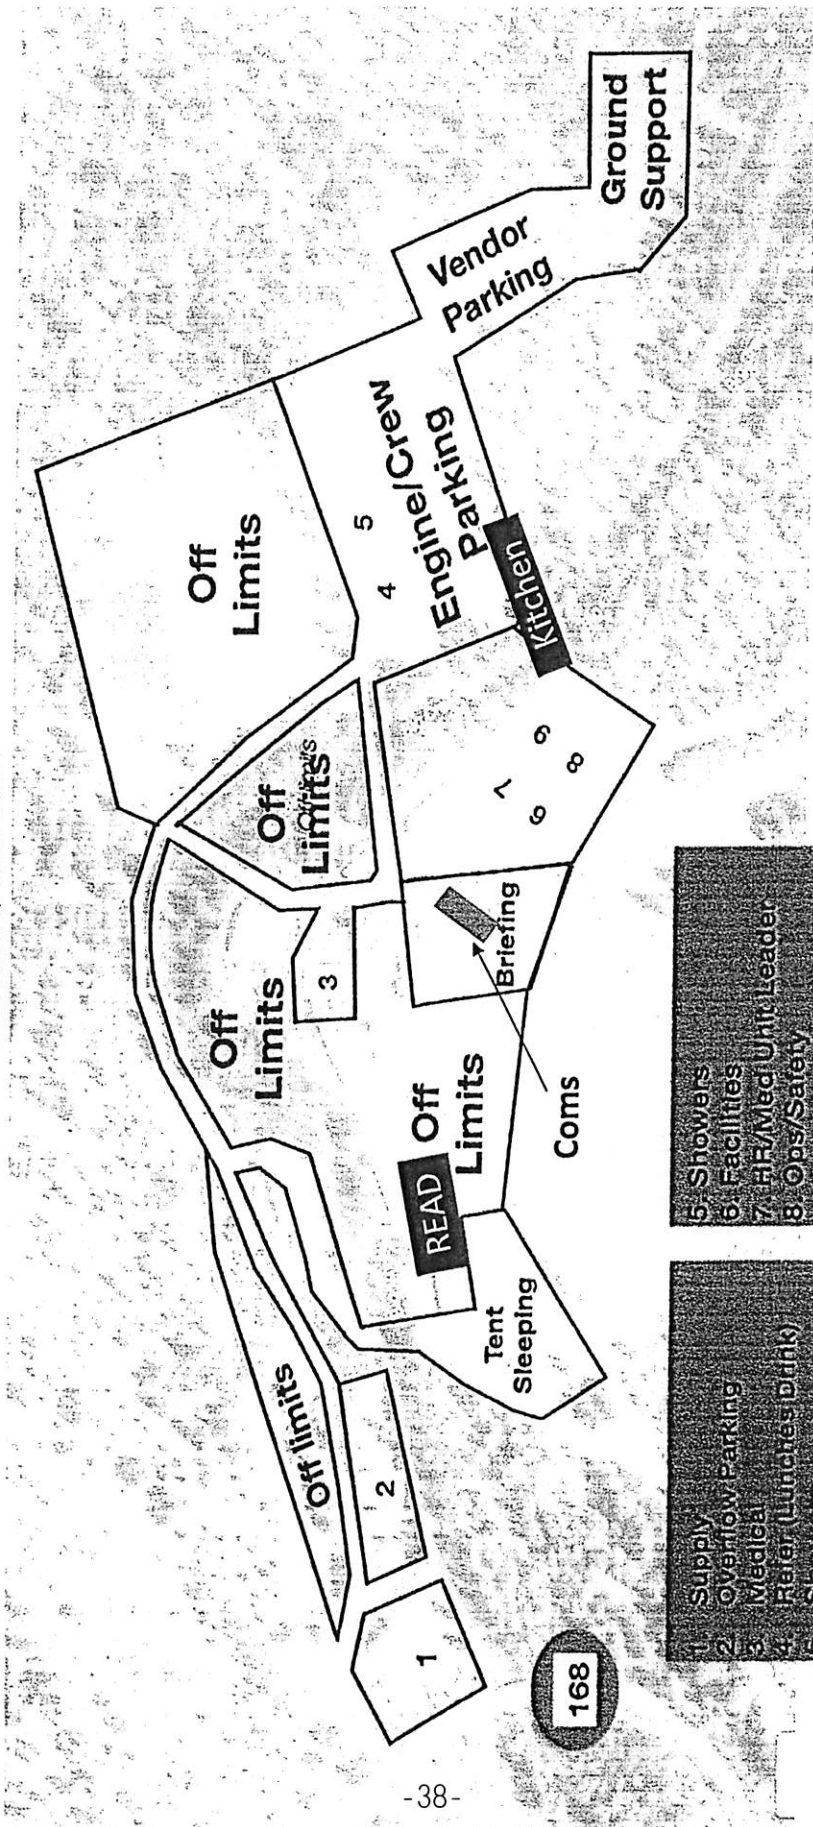 Off
Limits
Off
Limits
Off Limits
Off
Limits
Off limits
Ground
Support
Vendor
Parking
5
4
Engine/Crew
Parking
Kitchen
3
READ
Off
Limits
Briefing
Coms
7
9
6
8
Tent
Sleeping
2
1
168
1. Supply
2. Overflow Parking
3. Medical
4. Refer (Lunches Drink)
5. Showers
6. Facilities
7. HR/Med Unit Leader
8. Ops/Safety
-38-